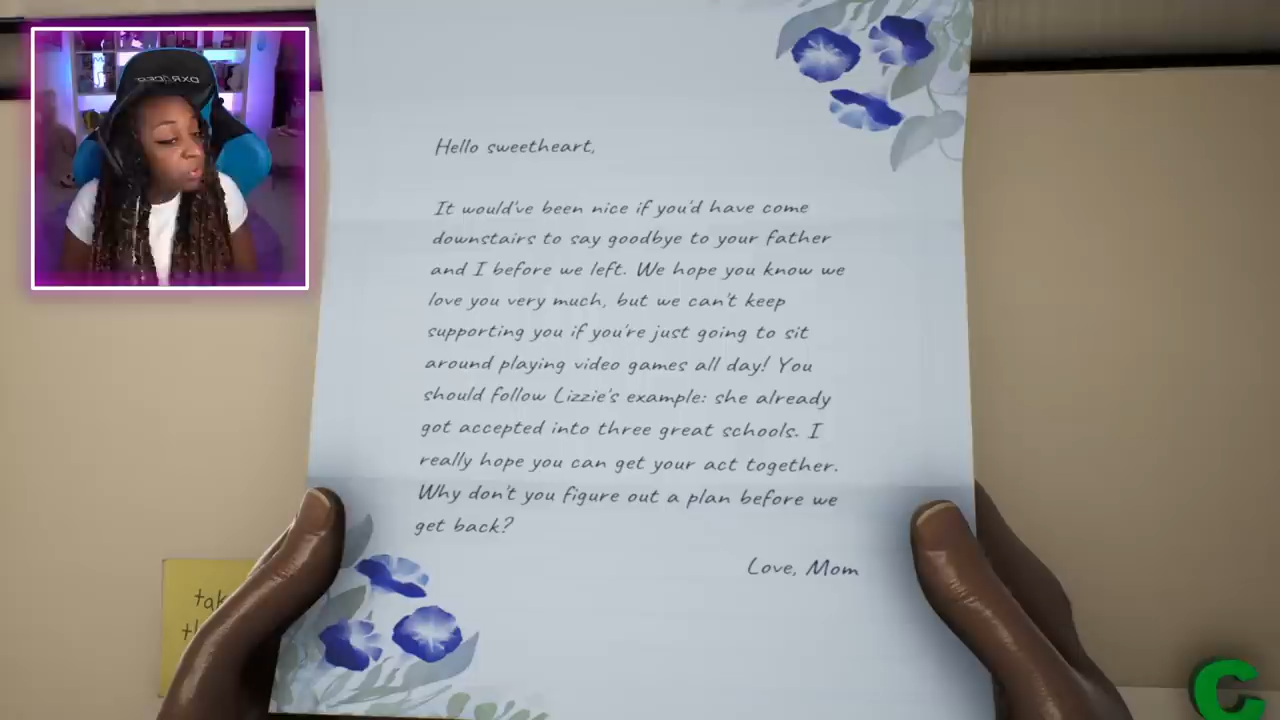 DXRACER
Hello sweetheart,
It would've been nice if you'd have come
downstairs to say goodbye to your father
and I before we left. We hope you know we
love you very much, but we can't keep
supporting you if you're just going to sit
around playing video games all day! You
should follow Lizzie's example: she already
got accepted into three great schools. I
really hope you can get your act together.
Why don't you figure out a plan before we
get back?
Love, Mom
C